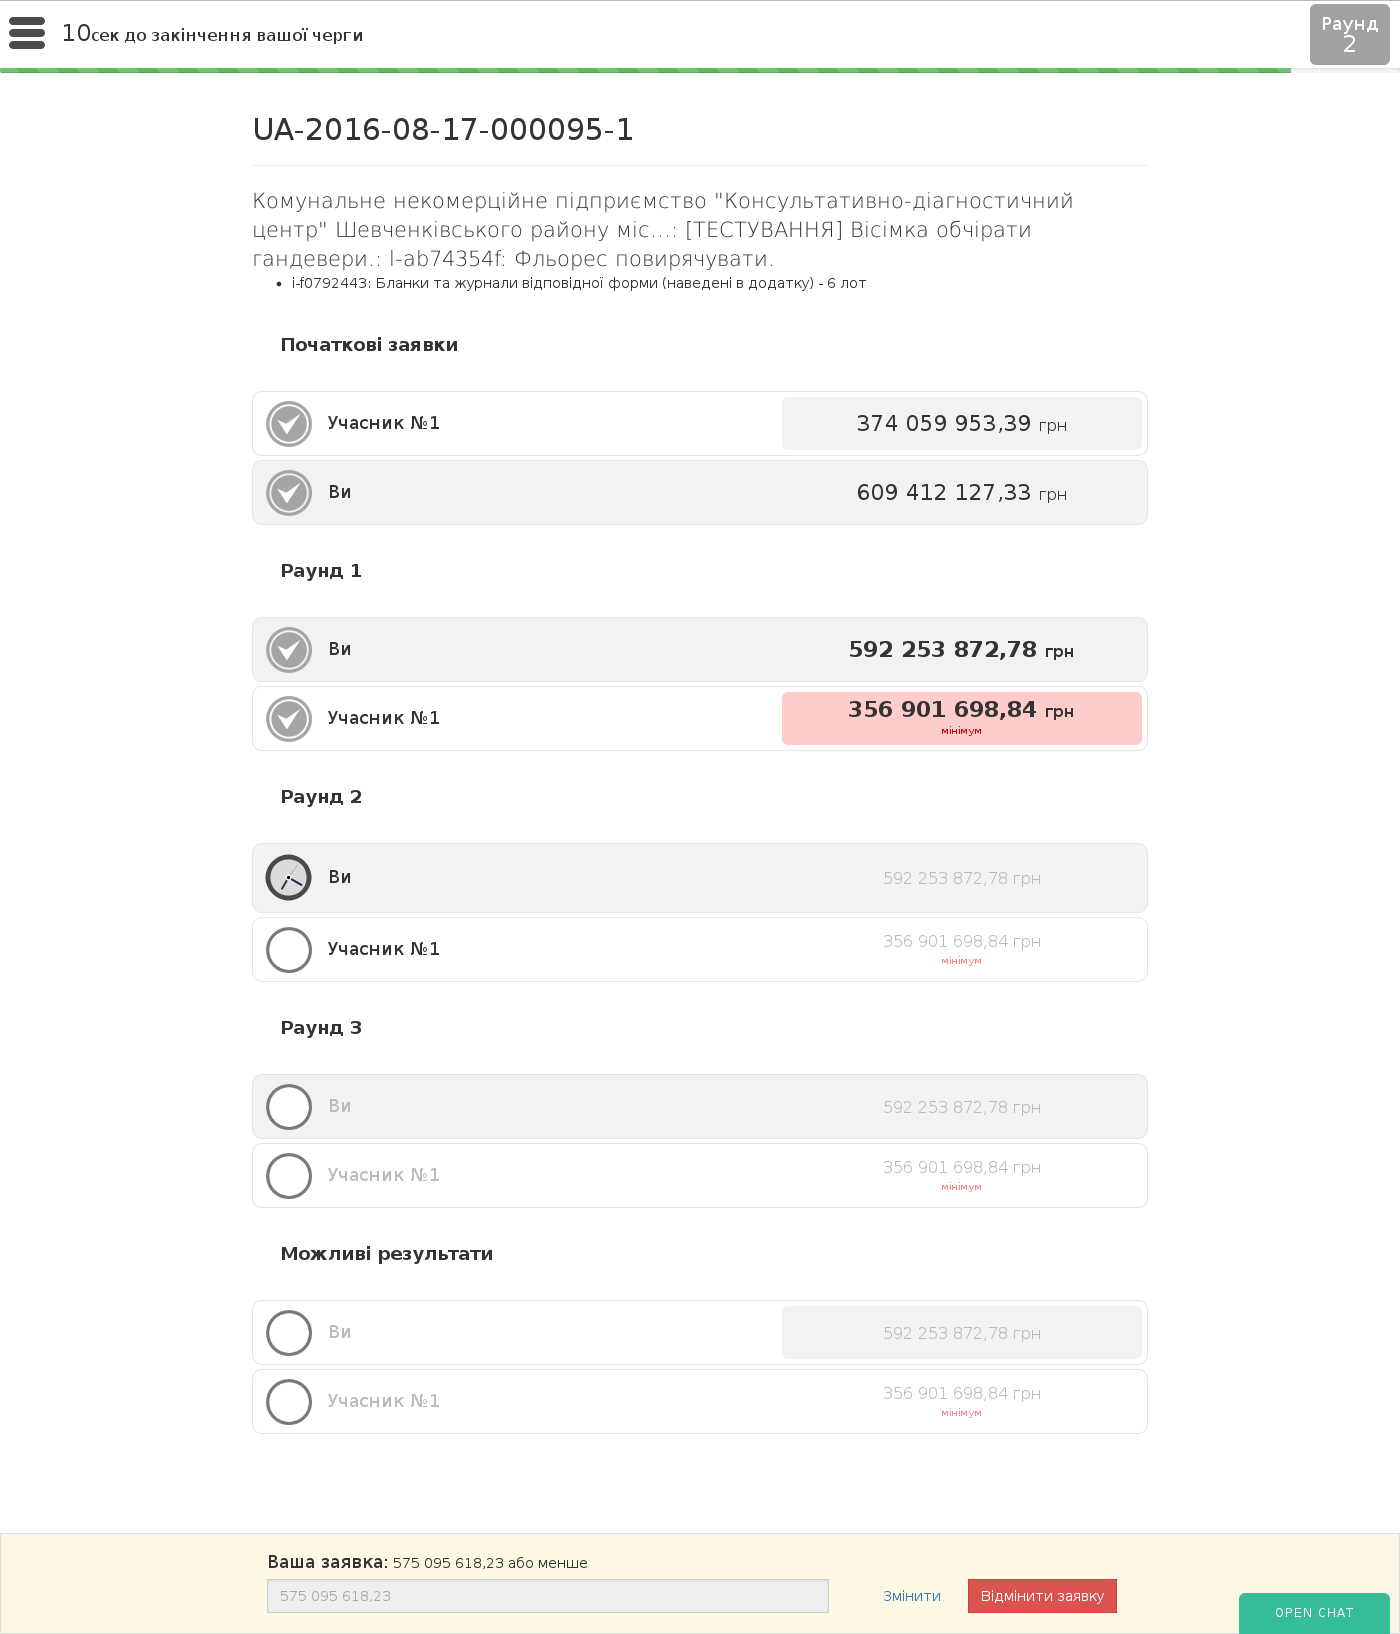 10сек до закінчення вашої черги
Раунд
2
UA-2016-08-17-000095-1
Комунальне некомерційне підприємство "Консультативно-діагностичний
центр" Шевченківського району міс...: [ТЕСТУВАННЯ] Вісімка обчірати
гандевери.: l-ab74354f: Фльорес повирячувати.
i-f0792443: Бланки та журнали відповідної форми (наведені в додатку) - 6 лот
Початкові заявки
Учасник №1 374 059 953,39 грн
Ви 609 412 127,33 грн
Раунд 1
Ви 592 253 872,78 грн
Учасник №1 356 901 698,84 грн
мінімум
Раунд 2
Ви 592 253 872,78 грн
Учасник №1 356 901 698,84 грн
мінімум
Раунд 3
Ви 592 253 872,78 грн
Учасник №1 356 901 698,84 грн
мінімум
Можливі результати
Ви 592 253 872,78 грн
Учасник №1 356 901 698,84 грн
мінімум
Ваша заявка: 575 095 618,23 або менше
575 095 618,23 Змінити Відмінити заявку
OPEN CHAT